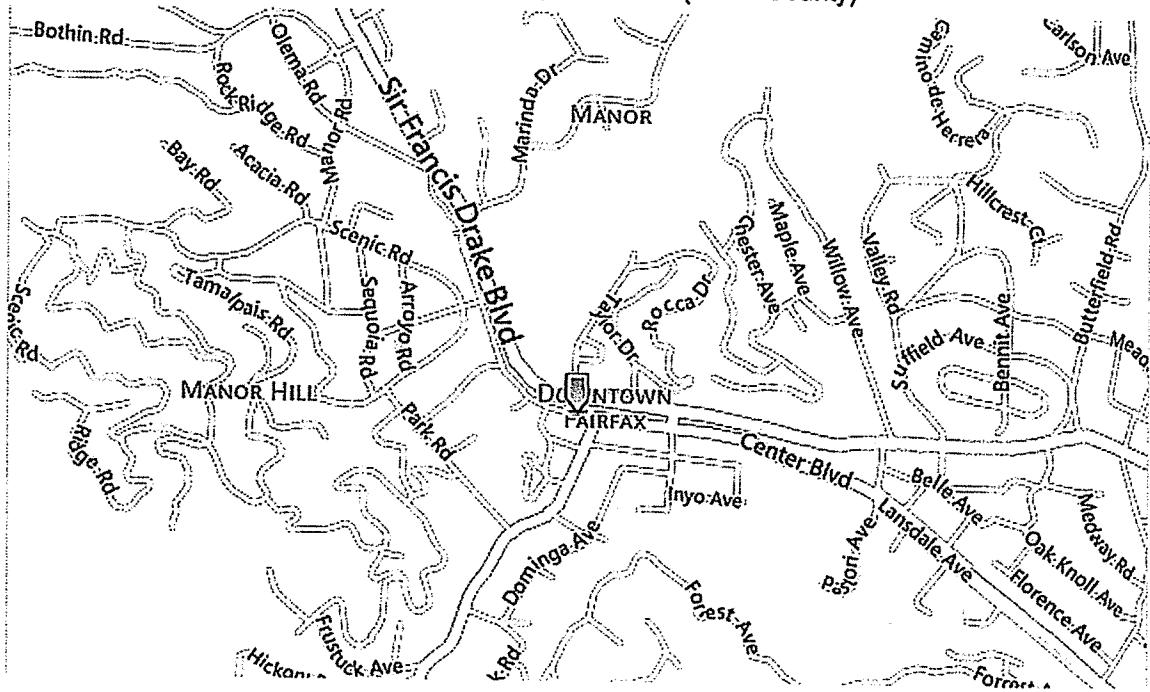 Bothin Rd
Olema Rd
Rock Ridge Rd
Manor Rd
Sir Francis Drake Blvd
Marinda Dr
MANOR
Camino de Herrera
Carlson Ave
Bay Rd
Acacia Rd
Scenic Rd
Hillcrest Ct
Butterfield Rd
Chester Ave
Maple Ave
Willow Ave
Valley Rd
Scenic Rd
Tamalpais Rd
Sequoia Rd
Arroyo Rd
Taylor Dr
Rocca Dr
Suffield Ave
Bennit Ave
MANOR HILL
DOWNTOWN
FAIRFAX
Park Rd
Ridge Rd
Center Blvd
Inyo Ave
Belle Ave
Lansdale Ave
Medway Rd
Oak Knoll Ave
Florence Ave
Dominga Ave
Forest Ave
Frustuck Ave